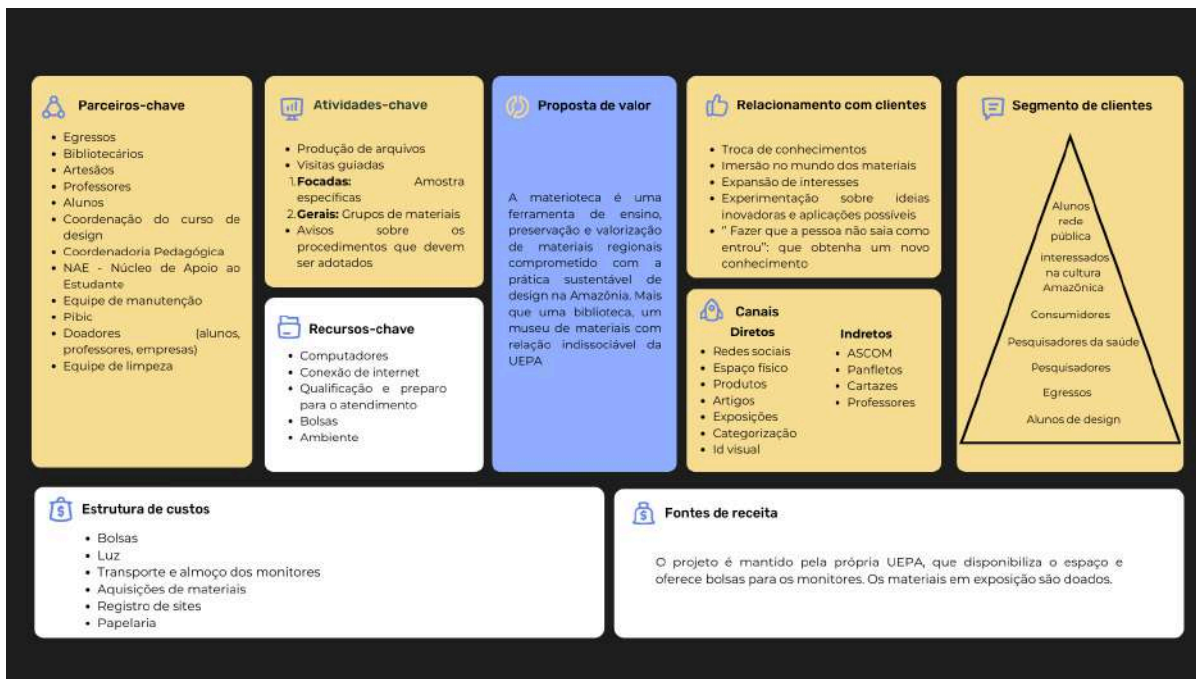 Parceiros-chave
• Egressos
• Bibliotecários
• Artesãos
• Professores
• Alunos
• Coordenação do curso de
design
• Coordenadoria Pedagógica
• NAE - Núcleo de Apoio ao
Estudante
• Equipe de manutenção
• Pibic
• Doadores (alunos,
professores, empresas)
• Equipe de limpeza
Atividades-chave
• Produção de arquivos
• Visitas guiadas
1. Focadas: Amostra
específicas
2. Gerais: Grupos de materiais
• Avisos sobre os
procedimentos que devem
ser adotados
Recursos-chave
• Computadores
• Conexão de internet
• Qualificação e preparo
para o atendimento
• Bolsas
• Ambiente
Proposta de valor
A materioteca é uma
ferramenta de ensino,
preservação e valorização
de materiais regionais
comprometido com a
prática sustentável de
design na Amazônia. Mais
que uma biblioteca, um
museu de materiais com
relação indissociável da
UEPA
Relacionamento com clientes
• Troca de conhecimentos
• Imersão no mundo dos materiais
• Expansão de interesses
• Experimentação sobre ideias
inovadoras e aplicações possíveis
• " Fazer que a pessoa não saia como
entrou": que obtenha um novo
conhecimento
Canais
Diretos
• Redes sociais
• Espaço físico
• Produtos
• Artigos
• Exposições
• Categorização
• Id visual
Indretos
• ASCOM
• Panfletos
• Cartazes
• Professores
Segmento de clientes
Alunos
rede
pública
interessados
na cultura
Amazônica
Consumidores
Pesquisadores da saúde
Pesquisadores
Egressos
Alunos de design
Estrutura de custos
• Bolsas
• Luz
• Transporte e almoço dos monitores
• Aquisições de materiais
• Registro de sites
• Papelaria
Fontes de receita
O projeto é mantido pela própria UEPA, que disponibiliza o espaço e
oferece bolsas para os monitores. Os materiais em exposição são doados.